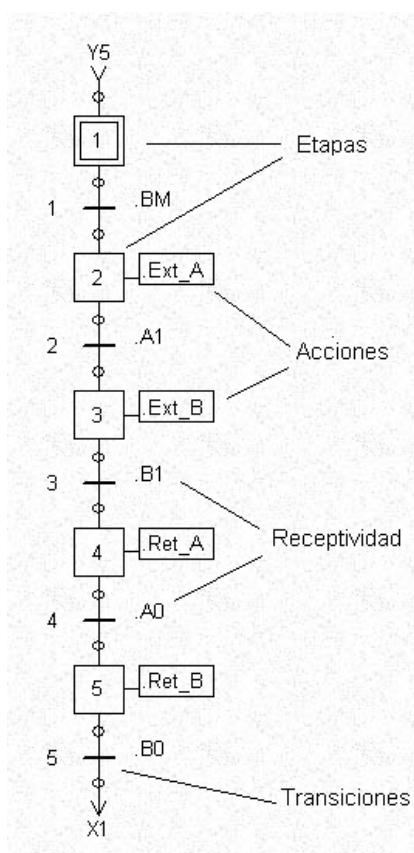 Y5
1
Etapas
1 .BM
2 .Ext_A
2 .A1
Acciones
3 .Ext_B
3 .B1
Receptividad
4 .Ret_A
4 .A0
5 .Ret_B
5 .B0
Transiciones
X1